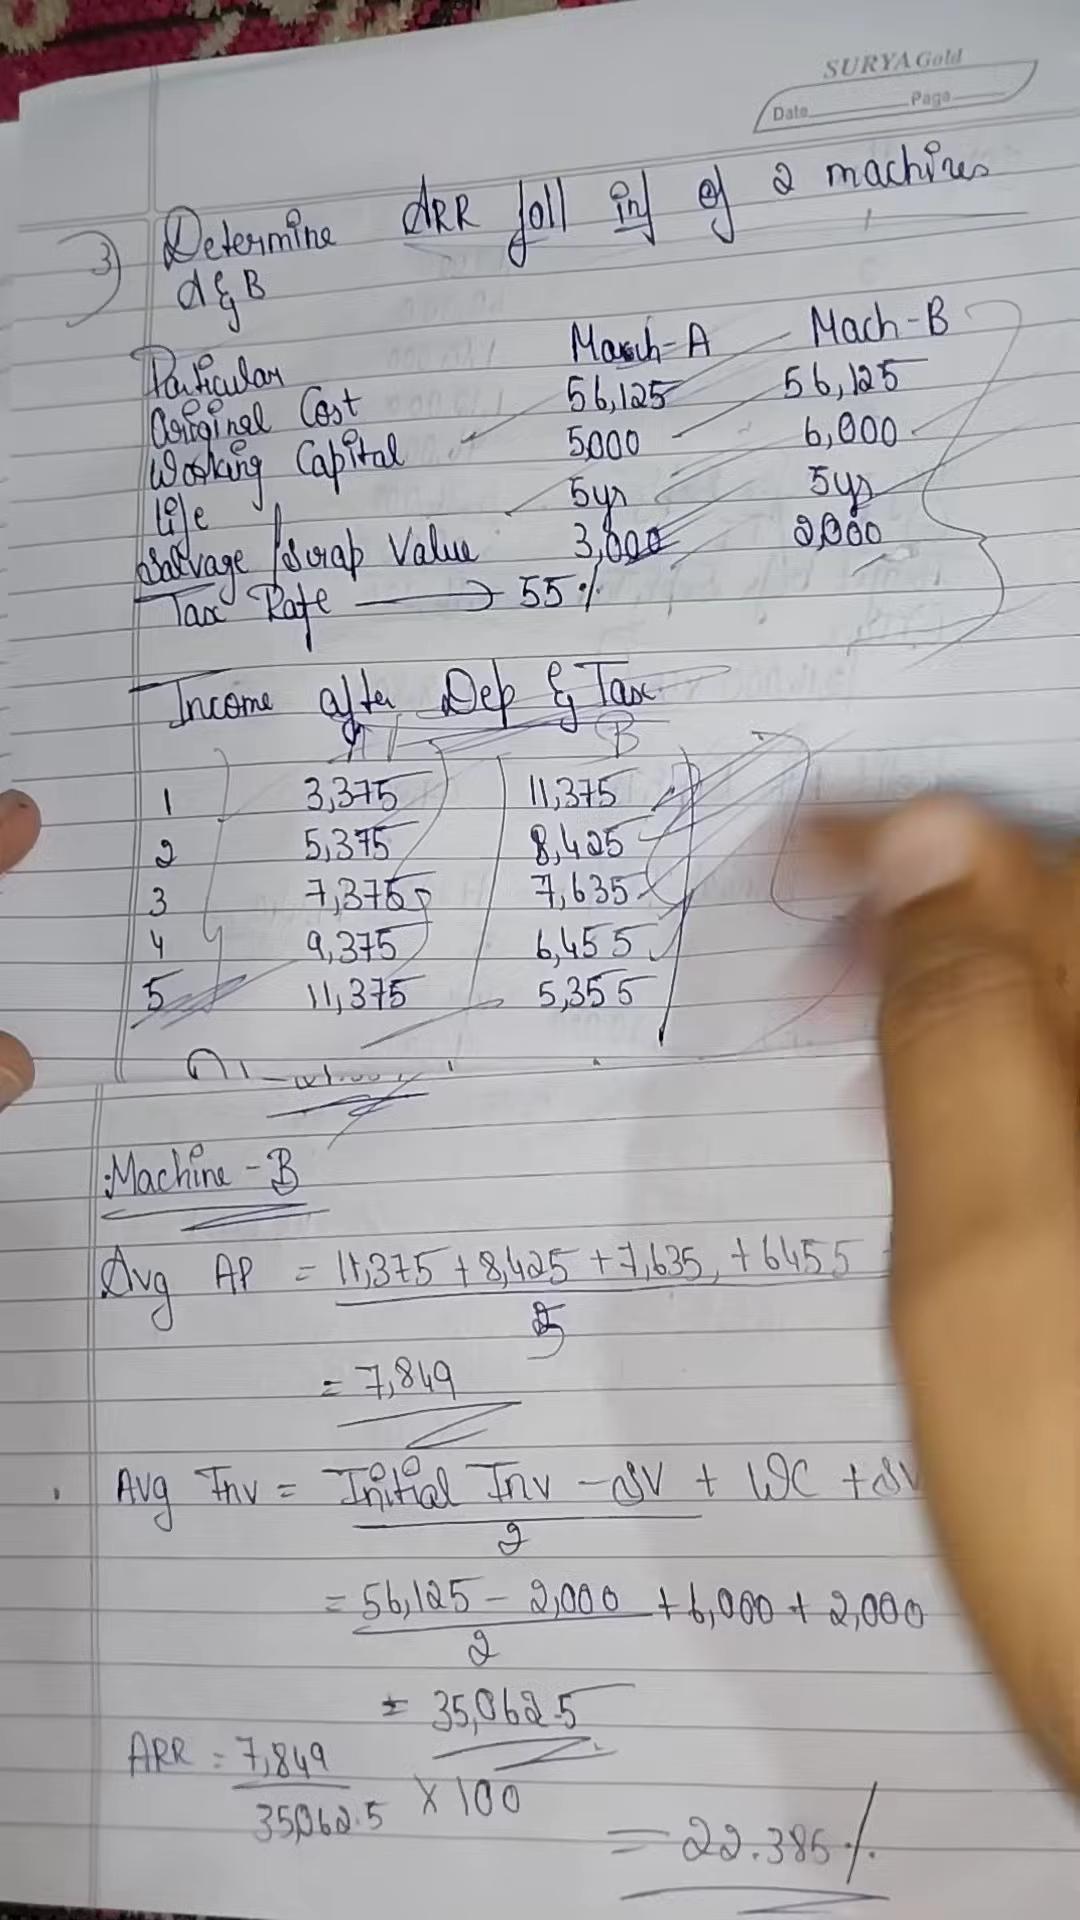 SURYA Gold
Date Page
3) Determine ARR foll inf of 2 machines
A & B
Particular Mach-A Mach-B
Original Cost 56,125 56,125
Working Capital 5000 6,000
Life 5yr 5yr
Salvage/Scrap Value 3,000 2,000
Tax Rate → 55%
Income after Dep & Tax
A B
1 3,375 11,375
2 5,375 8,425
3 7,375 7,635
4 9,375 6,455
5 11,375 5,355
Machine - B
Avg AP = 11,375 + 8,425 + 7,635 + 6455
5
= 7,849
Avg Inv = Initial Inv - SV + WC + SV
2
= 56,125 - 2,000 + 6,000 + 2,000
2
= 35,062.5
ARR = 7,849 × 100
35,062.5
= 22.385%